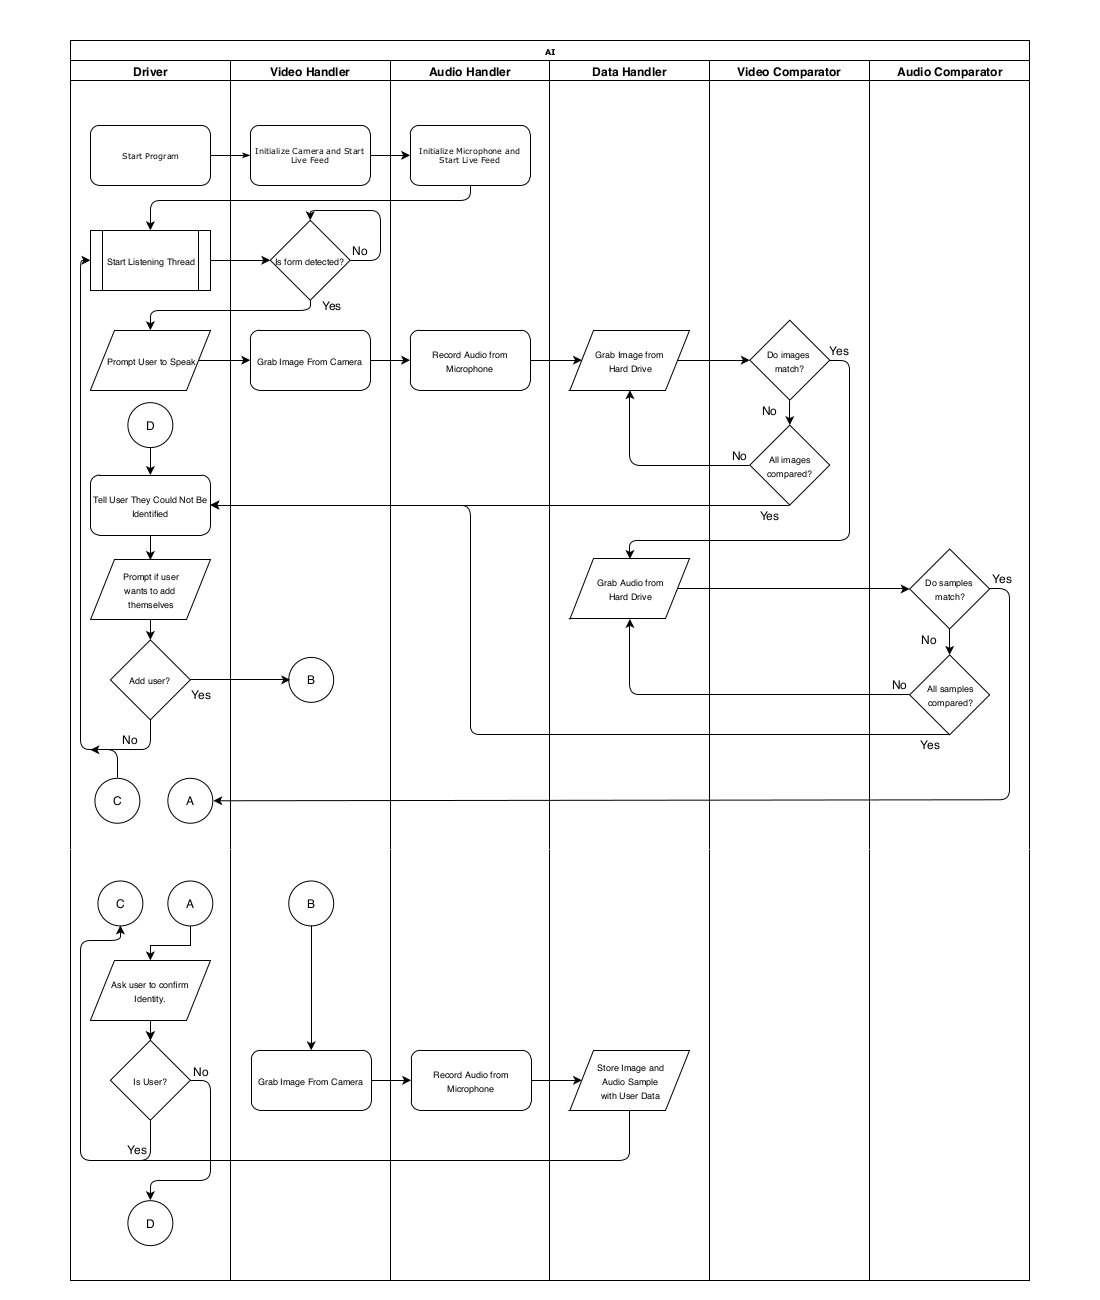 AI
Driver
Video Handler
Audio Handler
Data Handler
Video Comparator
Audio Comparator
Start Program
Initialize Camera and Start
Live Feed
Initialize Microphone and
Start Live Feed
Start Listening Thread
Is form detected?
No
Yes
Prompt User to Speak
Grab Image From Camera
Record Audio from
Microphone
Grab Image from
Hard Drive
Do images
match?
Yes
No
D
All images
compared?
No
Yes
Tell User They Could Not Be
Identified
Prompt if user
wants to add
themselves
Grab Audio from
Hard Drive
Do samples
match?
Yes
No
Add user?
Yes
B
No
All samples
compared?
No
Yes
C
A
C
A
B
Ask user to confirm
Identity.
Is User?
No
Yes
Grab Image From Camera
Record Audio from
Microphone
Store Image and
Audio Sample
with User Data
D